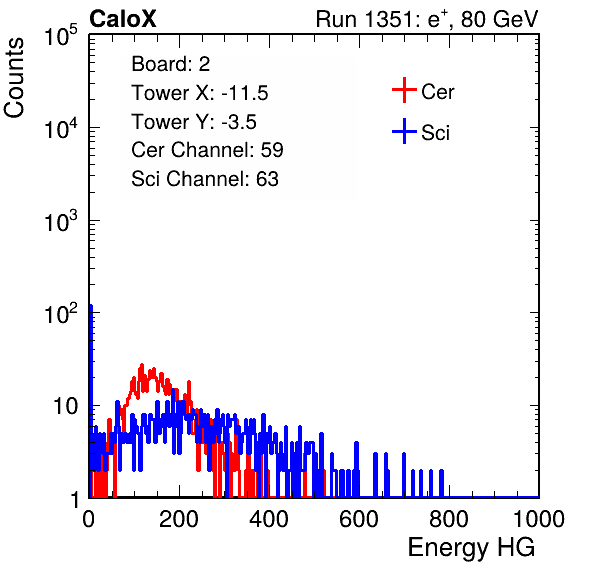 CaloX Run 1351: e⁺, 80 GeV
Counts
10⁵
10⁴
10³
10²
10
1
Board: 2
Tower X: -11.5
Tower Y: -3.5
Cer Channel: 59
Sci Channel: 63
Cer
Sci
0 200 400 600 800 1000
Energy HG